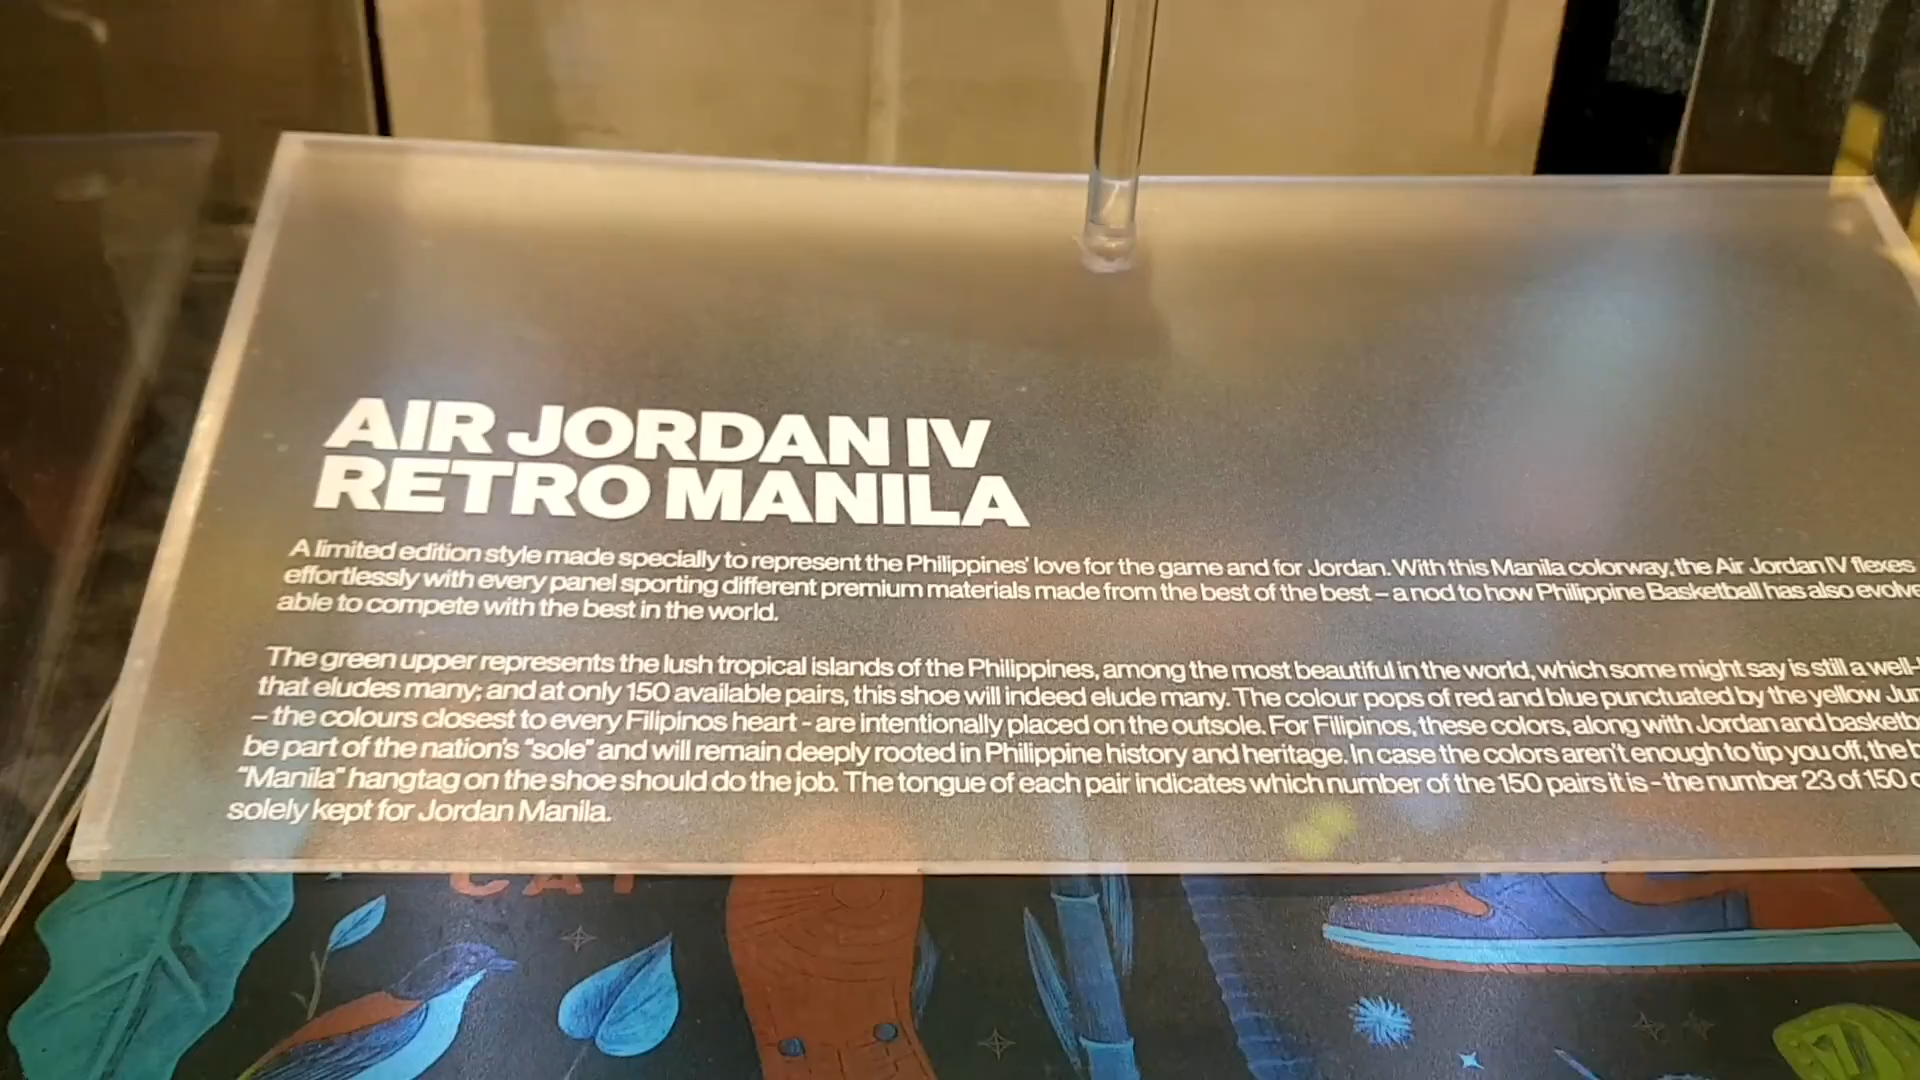 AIR JORDAN IV
RETRO MANILA
A limited edition style made specially to represent the Philippines' love for the game and for Jordan. With this Manila colorway, the Air Jordan IV flexes
effortlessly with every panel sporting different premium materials made from the best of the best – a nod to how Philippine Basketball has also
able to compete with the best in the world.
The green upper represents the lush tropical islands of the Philippines, among the most beautiful in the world, which some might say is still a well-
that eludes many; and at only 150 available pairs, this shoe will indeed elude many. The colour pops of red and blue punctuated by the yellow
– the colours closest to every Filipinos heart - are intentionally placed on the outsole. For Filipinos, these colors, along with Jordan and
be part of the nation's "sole" and will remain deeply rooted in Philippine history and heritage. In case the colors aren't enough to tip you off, the
"Manila" hangtag on the shoe should do the job. The tongue of each pair indicates which number of the 150 pairs it is - the number 23 of 150
solely kept for Jordan Manila.